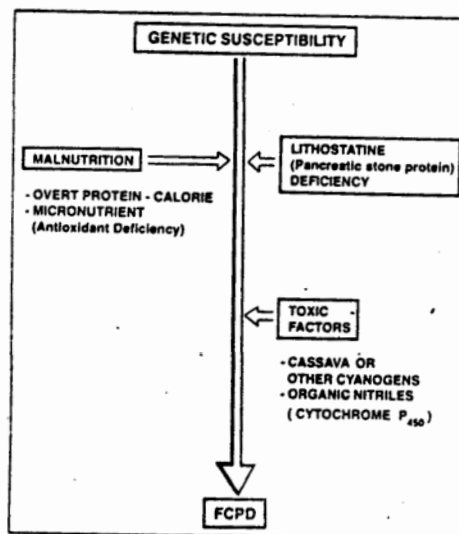 GENETIC SUSCEPTIBILITY
MALNUTRITION
- OVERT PROTEIN - CALORIE
- MICRONUTRIENT
(Antioxidant Deficiency)
LITHOSTATINE
(Pancreatic stone protein)
DEFICIENCY
TOXIC
FACTORS
- CASSAVA OR
OTHER CYANOGENS
- ORGANIC NITRILES
(CYTOCHROME P450)
FCPD